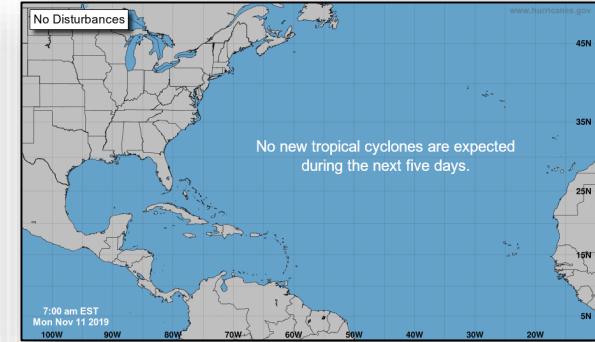 No Disturbances
www.hurricanes.gov
45N
35N
No new tropical cyclones are expected
during the next five days.
25N
15N
7:00 am EST
Mon Nov 11 2019
5N
100W 90W 80W 70W 60W 50W 40W 30W 20W